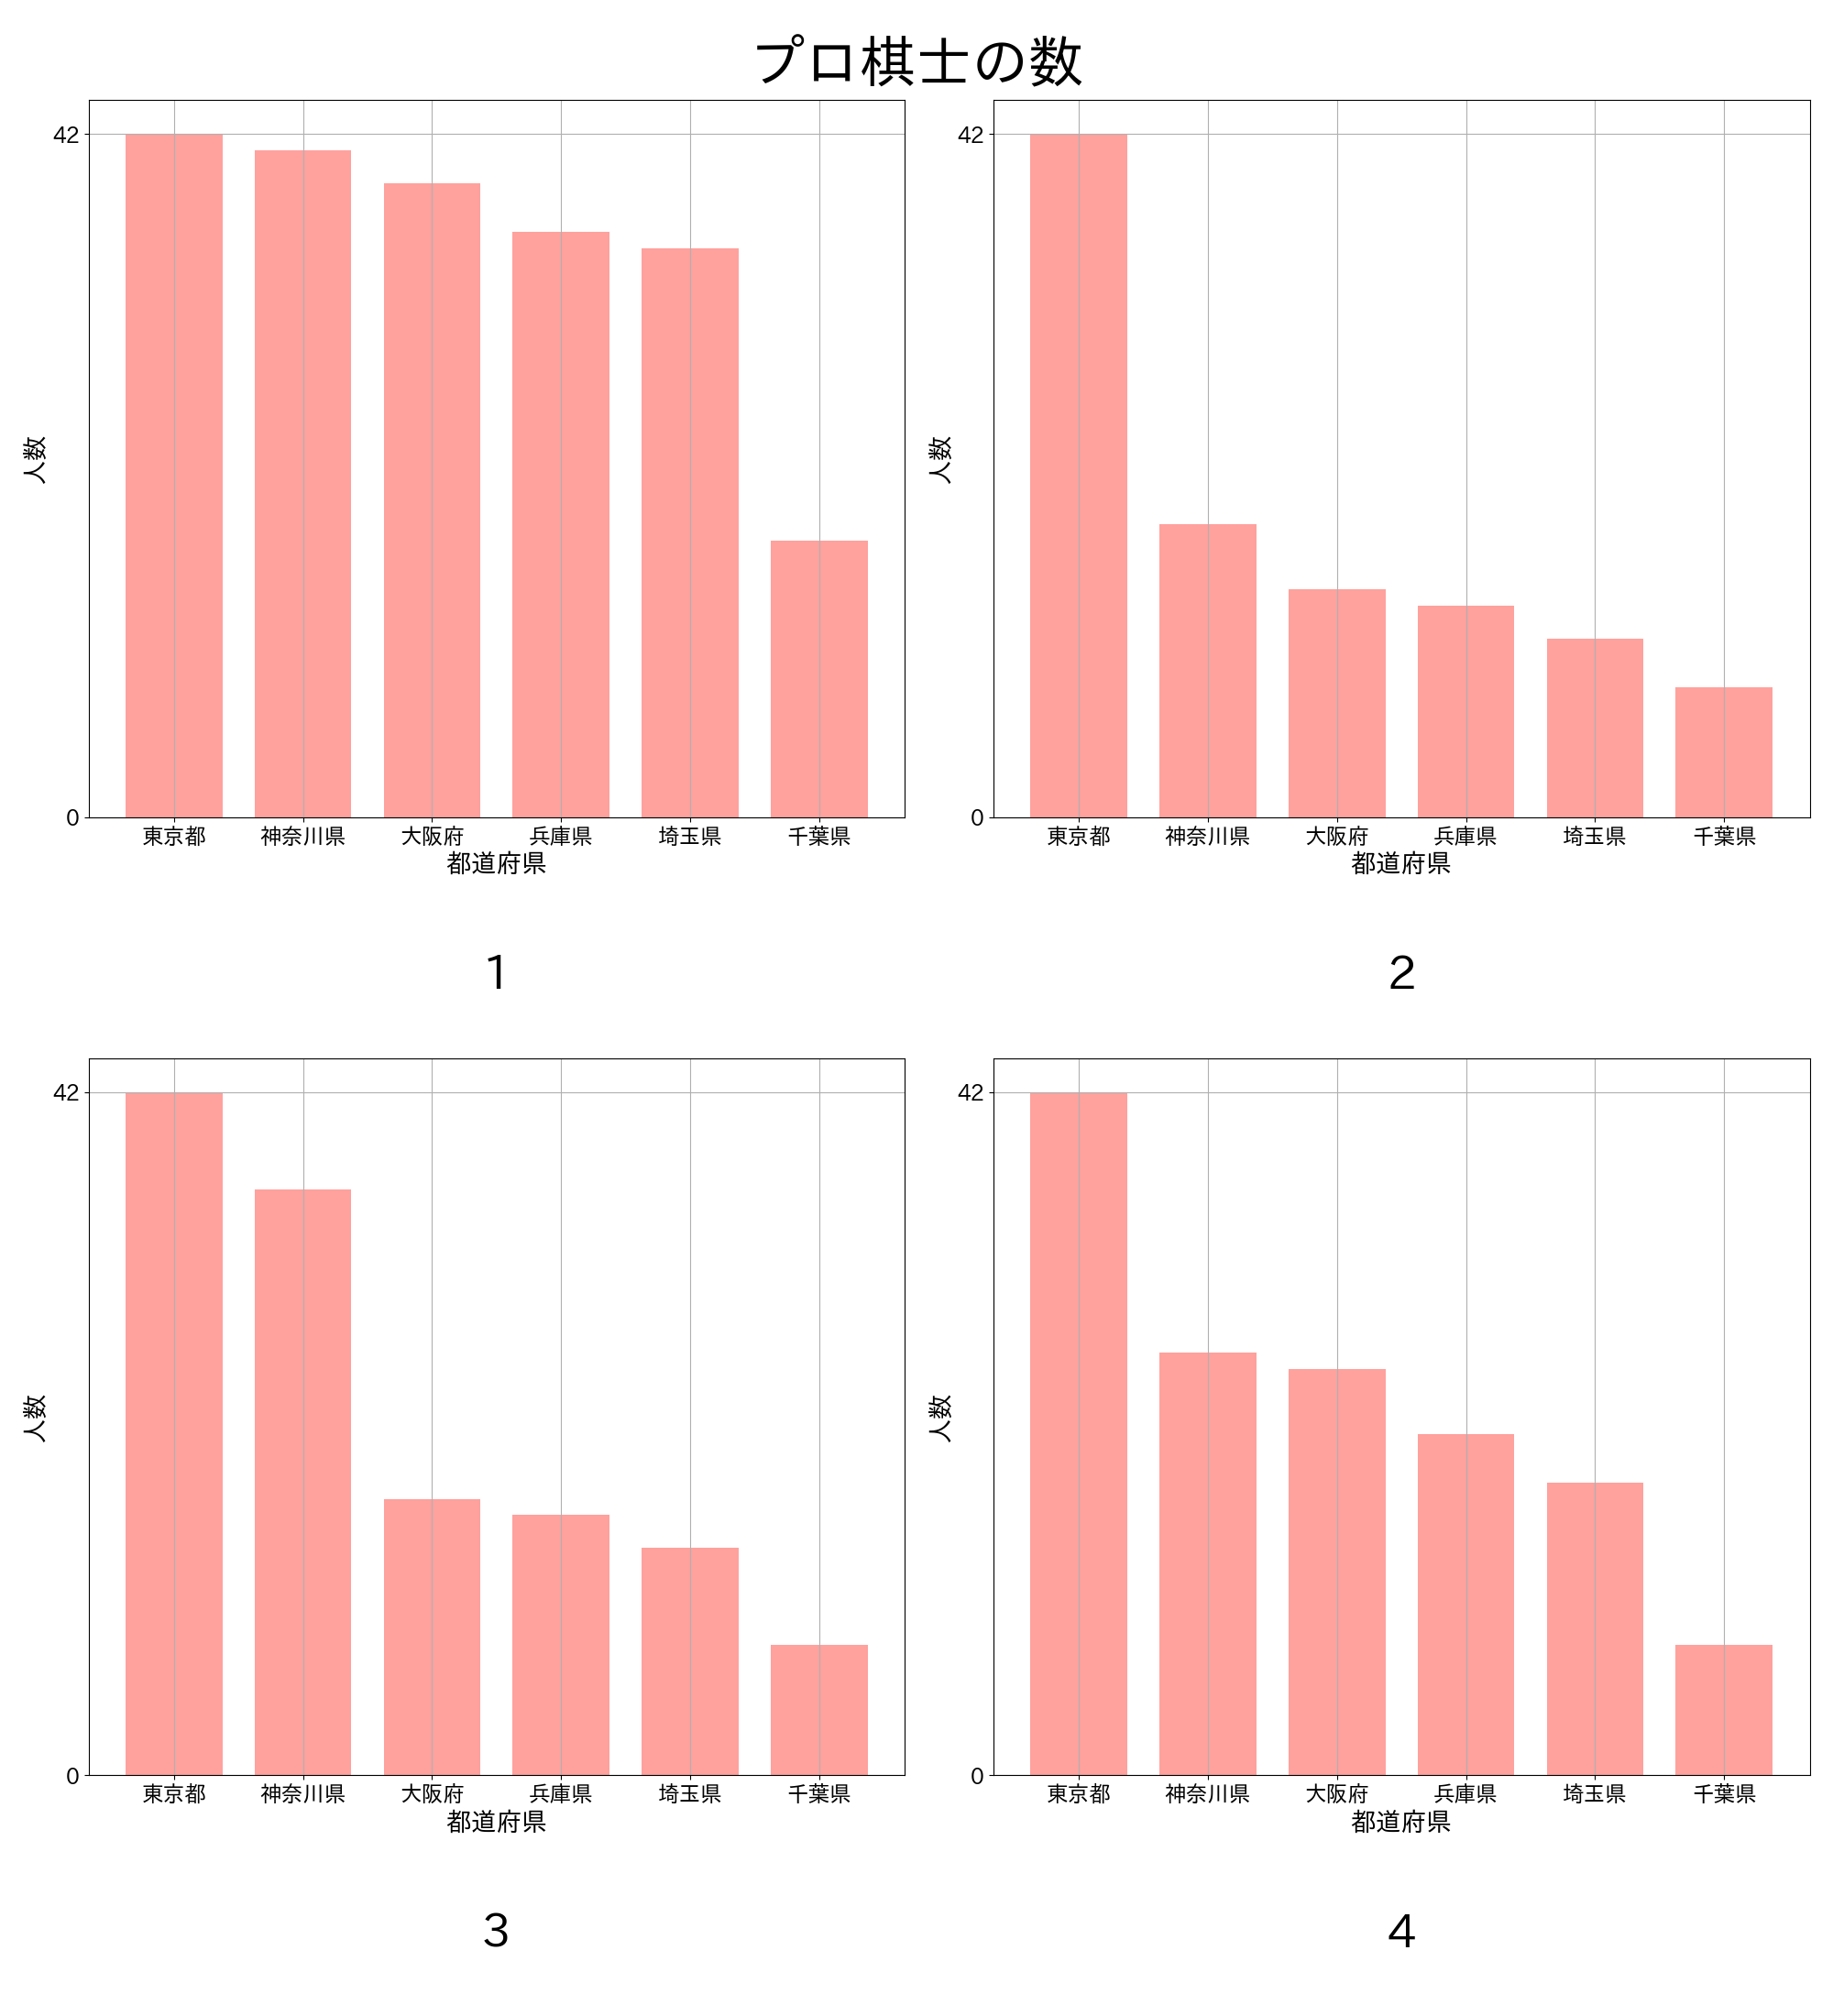 プロ棋士の数
42
0
人数
東京都 神奈川県 大阪府 兵庫県 埼玉県 千葉県
都道府県
1
42
0
人数
東京都 神奈川県 大阪府 兵庫県 埼玉県 千葉県
都道府県
2
42
0
人数
東京都 神奈川県 大阪府 兵庫県 埼玉県 千葉県
都道府県
3
42
0
人数
東京都 神奈川県 大阪府 兵庫県 埼玉県 千葉県
都道府県
4